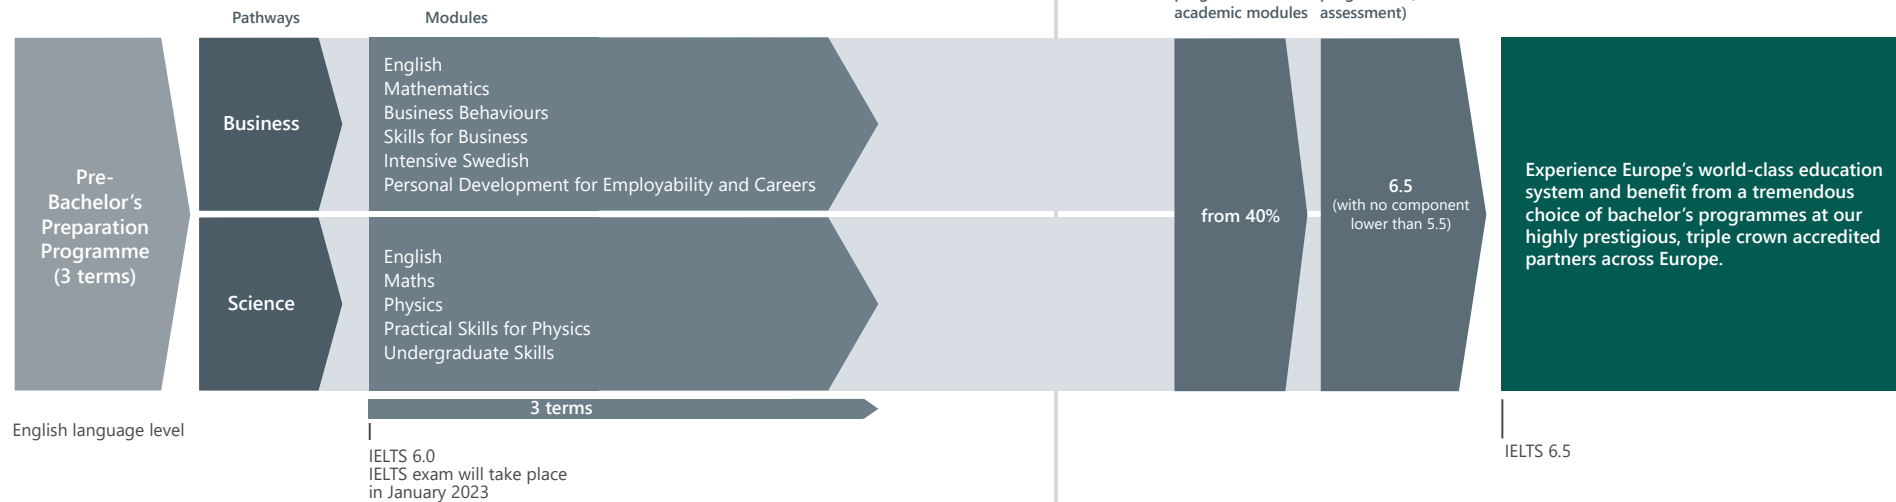 academic modules
assessment)
Pathways
Modules
Pre-
Bachelor’s
Preparation
Programme
(3 terms)
Business
English
Mathematics
Business Behaviours
Skills for Business
Intensive Swedish
Personal Development for Employability and Careers
Science
English
Maths
Physics
Practical Skills for Physics
Undergraduate Skills
from 40%
6.5
(with no component
lower than 5.5)
Experience Europe’s world-class education
system and benefit from a tremendous
choice of bachelor’s programmes at our
highly prestigious, triple crown accredited
partners across Europe.
3 terms
English language level
IELTS 6.0
IELTS exam will take place
in January 2023
IELTS 6.5